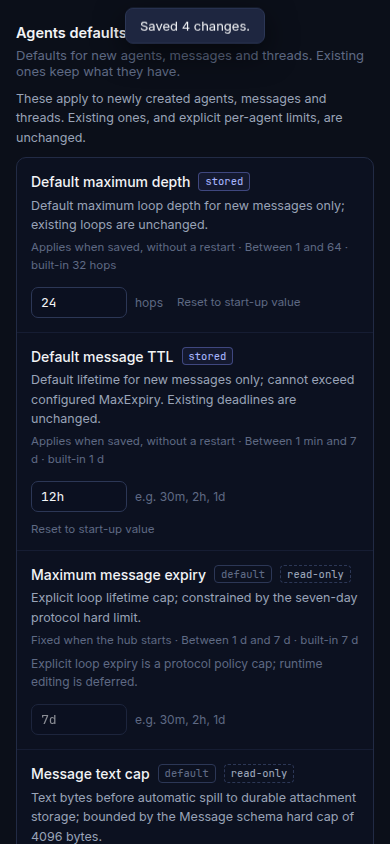 Saved 4 changes.
Agents defaults
Defaults for new agents, messages and threads. Existing
ones keep what they have.
These apply to newly created agents, messages and
threads. Existing ones, and explicit per-agent limits, are
unchanged.
Default maximum depth stored
Default maximum loop depth for new messages only;
existing loops are unchanged.
Applies when saved, without a restart · Between 1 and 64 ·
built-in 32 hops
24 hops Reset to start-up value
Default message TTL stored
Default lifetime for new messages only; cannot exceed
configured MaxExpiry. Existing deadlines are
unchanged.
Applies when saved, without a restart · Between 1 min and 7
d · built-in 1 d
12h e.g. 30m, 2h, 1d
Reset to start-up value
Maximum message expiry default read-only
Explicit loop lifetime cap; constrained by the seven-day
protocol hard limit.
Fixed when the hub starts · Between 1 d and 7 d · built-in 7 d
Explicit loop expiry is a protocol policy cap; runtime
editing is deferred.
7d e.g. 30m, 2h, 1d
Message text cap default read-only
Text bytes before automatic spill to durable attachment
storage; bounded by the Message schema hard cap of
4096 bytes.